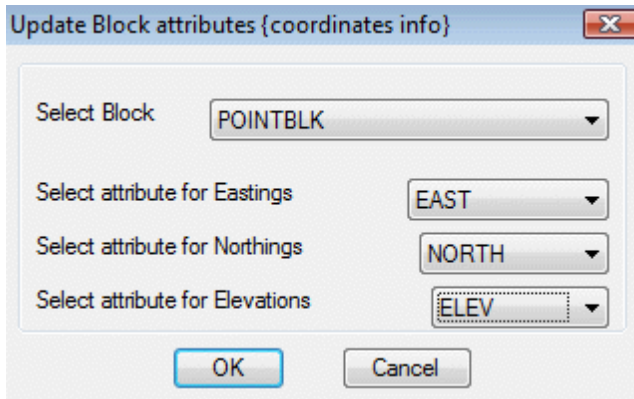 Update Block attributes {coordinates info}
Select Block POINTBLK
Select attribute for Eastings EAST
Select attribute for Northings NORTH
Select attribute for Elevations ELEV
OK Cancel